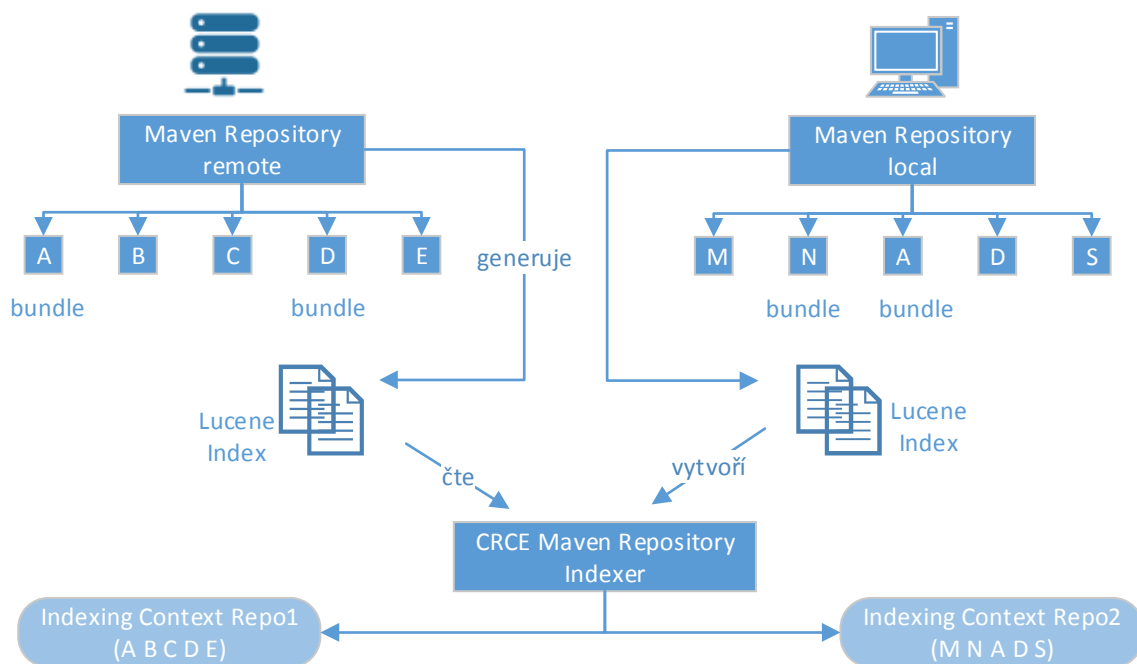 Maven Repository
remote
Maven Repository
local
A B C D E
M N A D S
generuje
bundle bundle
bundle bundle
Lucene
Index
Lucene
Index
čte
vytvoří
CRCE Maven Repository
Indexer
Indexing Context Repo1
(A B C D E)
Indexing Context Repo2
(M N A D S)